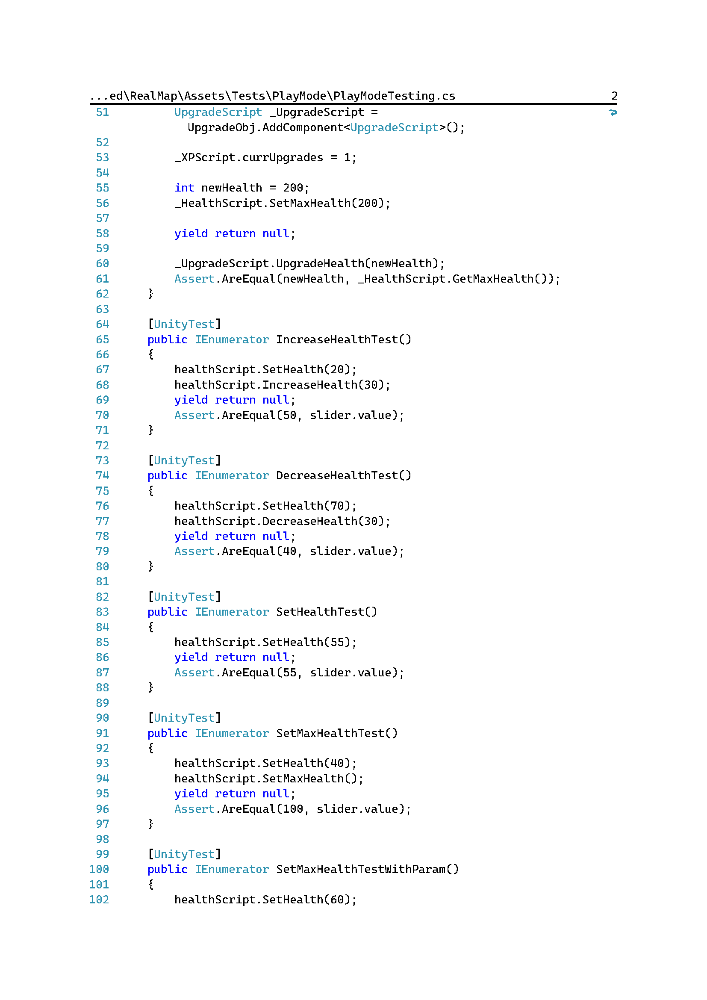 ...ed\RealMap\Assets\Tests\PlayMode\PlayModeTesting.cs 2
51 UpgradeScript _UpgradeScript =
UpgradeObj.AddComponent<UpgradeScript>();
52
53 _XPScript.currUpgrades = 1;
54
55 int newHealth = 200;
56 _HealthScript.SetMaxHealth(200);
57
58 yield return null;
59
60 _UpgradeScript.UpgradeHealth(newHealth);
61 Assert.AreEqual(newHealth, _HealthScript.GetMaxHealth());
62 }
63
64 [UnityTest]
65 public IEnumerator IncreaseHealthTest()
66 {
67 healthScript.SetHealth(20);
68 healthScript.IncreaseHealth(30);
69 yield return null;
70 Assert.AreEqual(50, slider.value);
71 }
72
73 [UnityTest]
74 public IEnumerator DecreaseHealthTest()
75 {
76 healthScript.SetHealth(70);
77 healthScript.DecreaseHealth(30);
78 yield return null;
79 Assert.AreEqual(40, slider.value);
80 }
81
82 [UnityTest]
83 public IEnumerator SetHealthTest()
84 {
85 healthScript.SetHealth(55);
86 yield return null;
87 Assert.AreEqual(55, slider.value);
88 }
89
90 [UnityTest]
91 public IEnumerator SetMaxHealthTest()
92 {
93 healthScript.SetHealth(40);
94 healthScript.SetMaxHealth();
95 yield return null;
96 Assert.AreEqual(100, slider.value);
97 }
98
99 [UnityTest]
100 public IEnumerator SetMaxHealthTestWithParam()
101 {
102 healthScript.SetHealth(60);